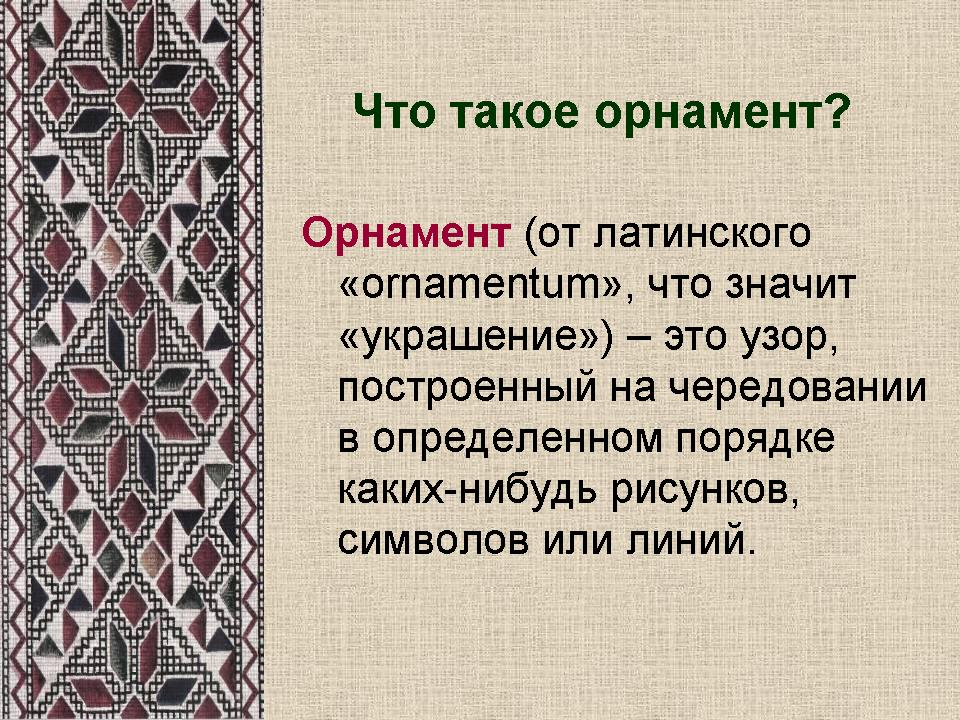 Что такое орнамент?
Орнамент (от латинского
«ornamentum», что значит
«украшение») – это узор,
построенный на чередовании
в определенном порядке
каких-нибудь рисунков,
символов или линий.